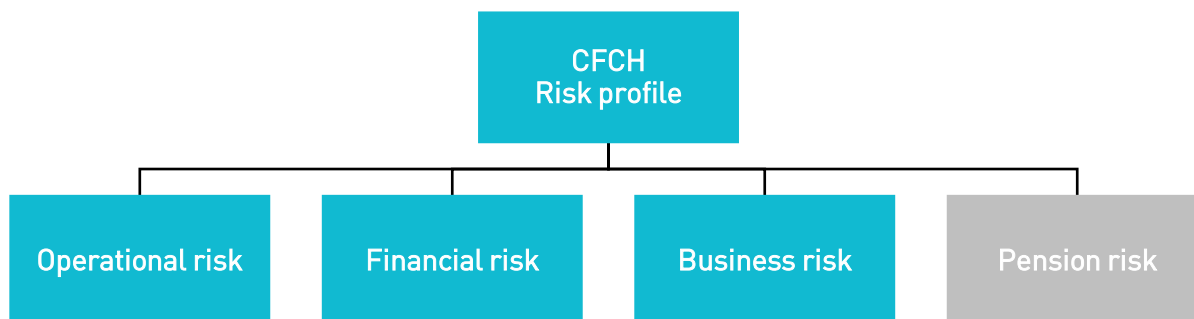 CFCH
Risk profile
Operational risk
Financial risk
Business risk
Pension risk